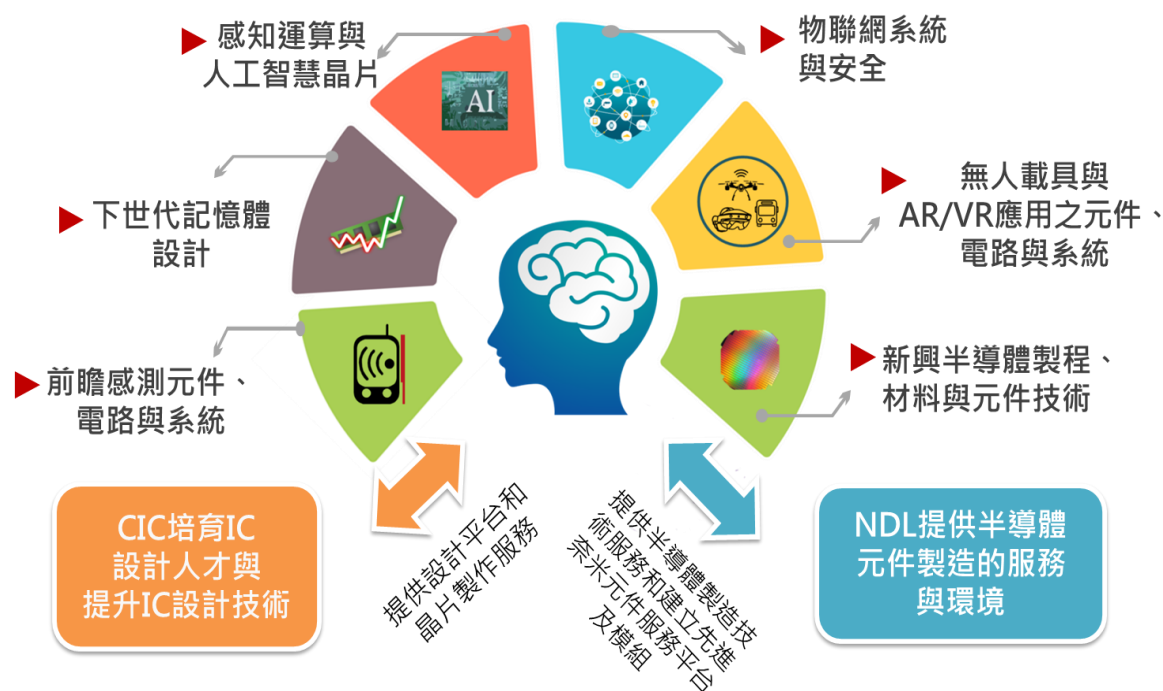 感知運算與
人工智慧晶片
物聯網系統
與安全
AI
下世代記憶體
設計
無人載具與
AR/VR應用之元件、
電路與系統
前瞻感測元件、
電路與系統
新興半導體製程、
材料與元件技術
CIC培育IC
設計人才與
提升IC設計技術
提供設計平台和
晶片製作服務
提供半導體製造技
術服務和建立先進
奈米元件服務平台
及模組
NDL提供半導體
元件製造的服務
與環境